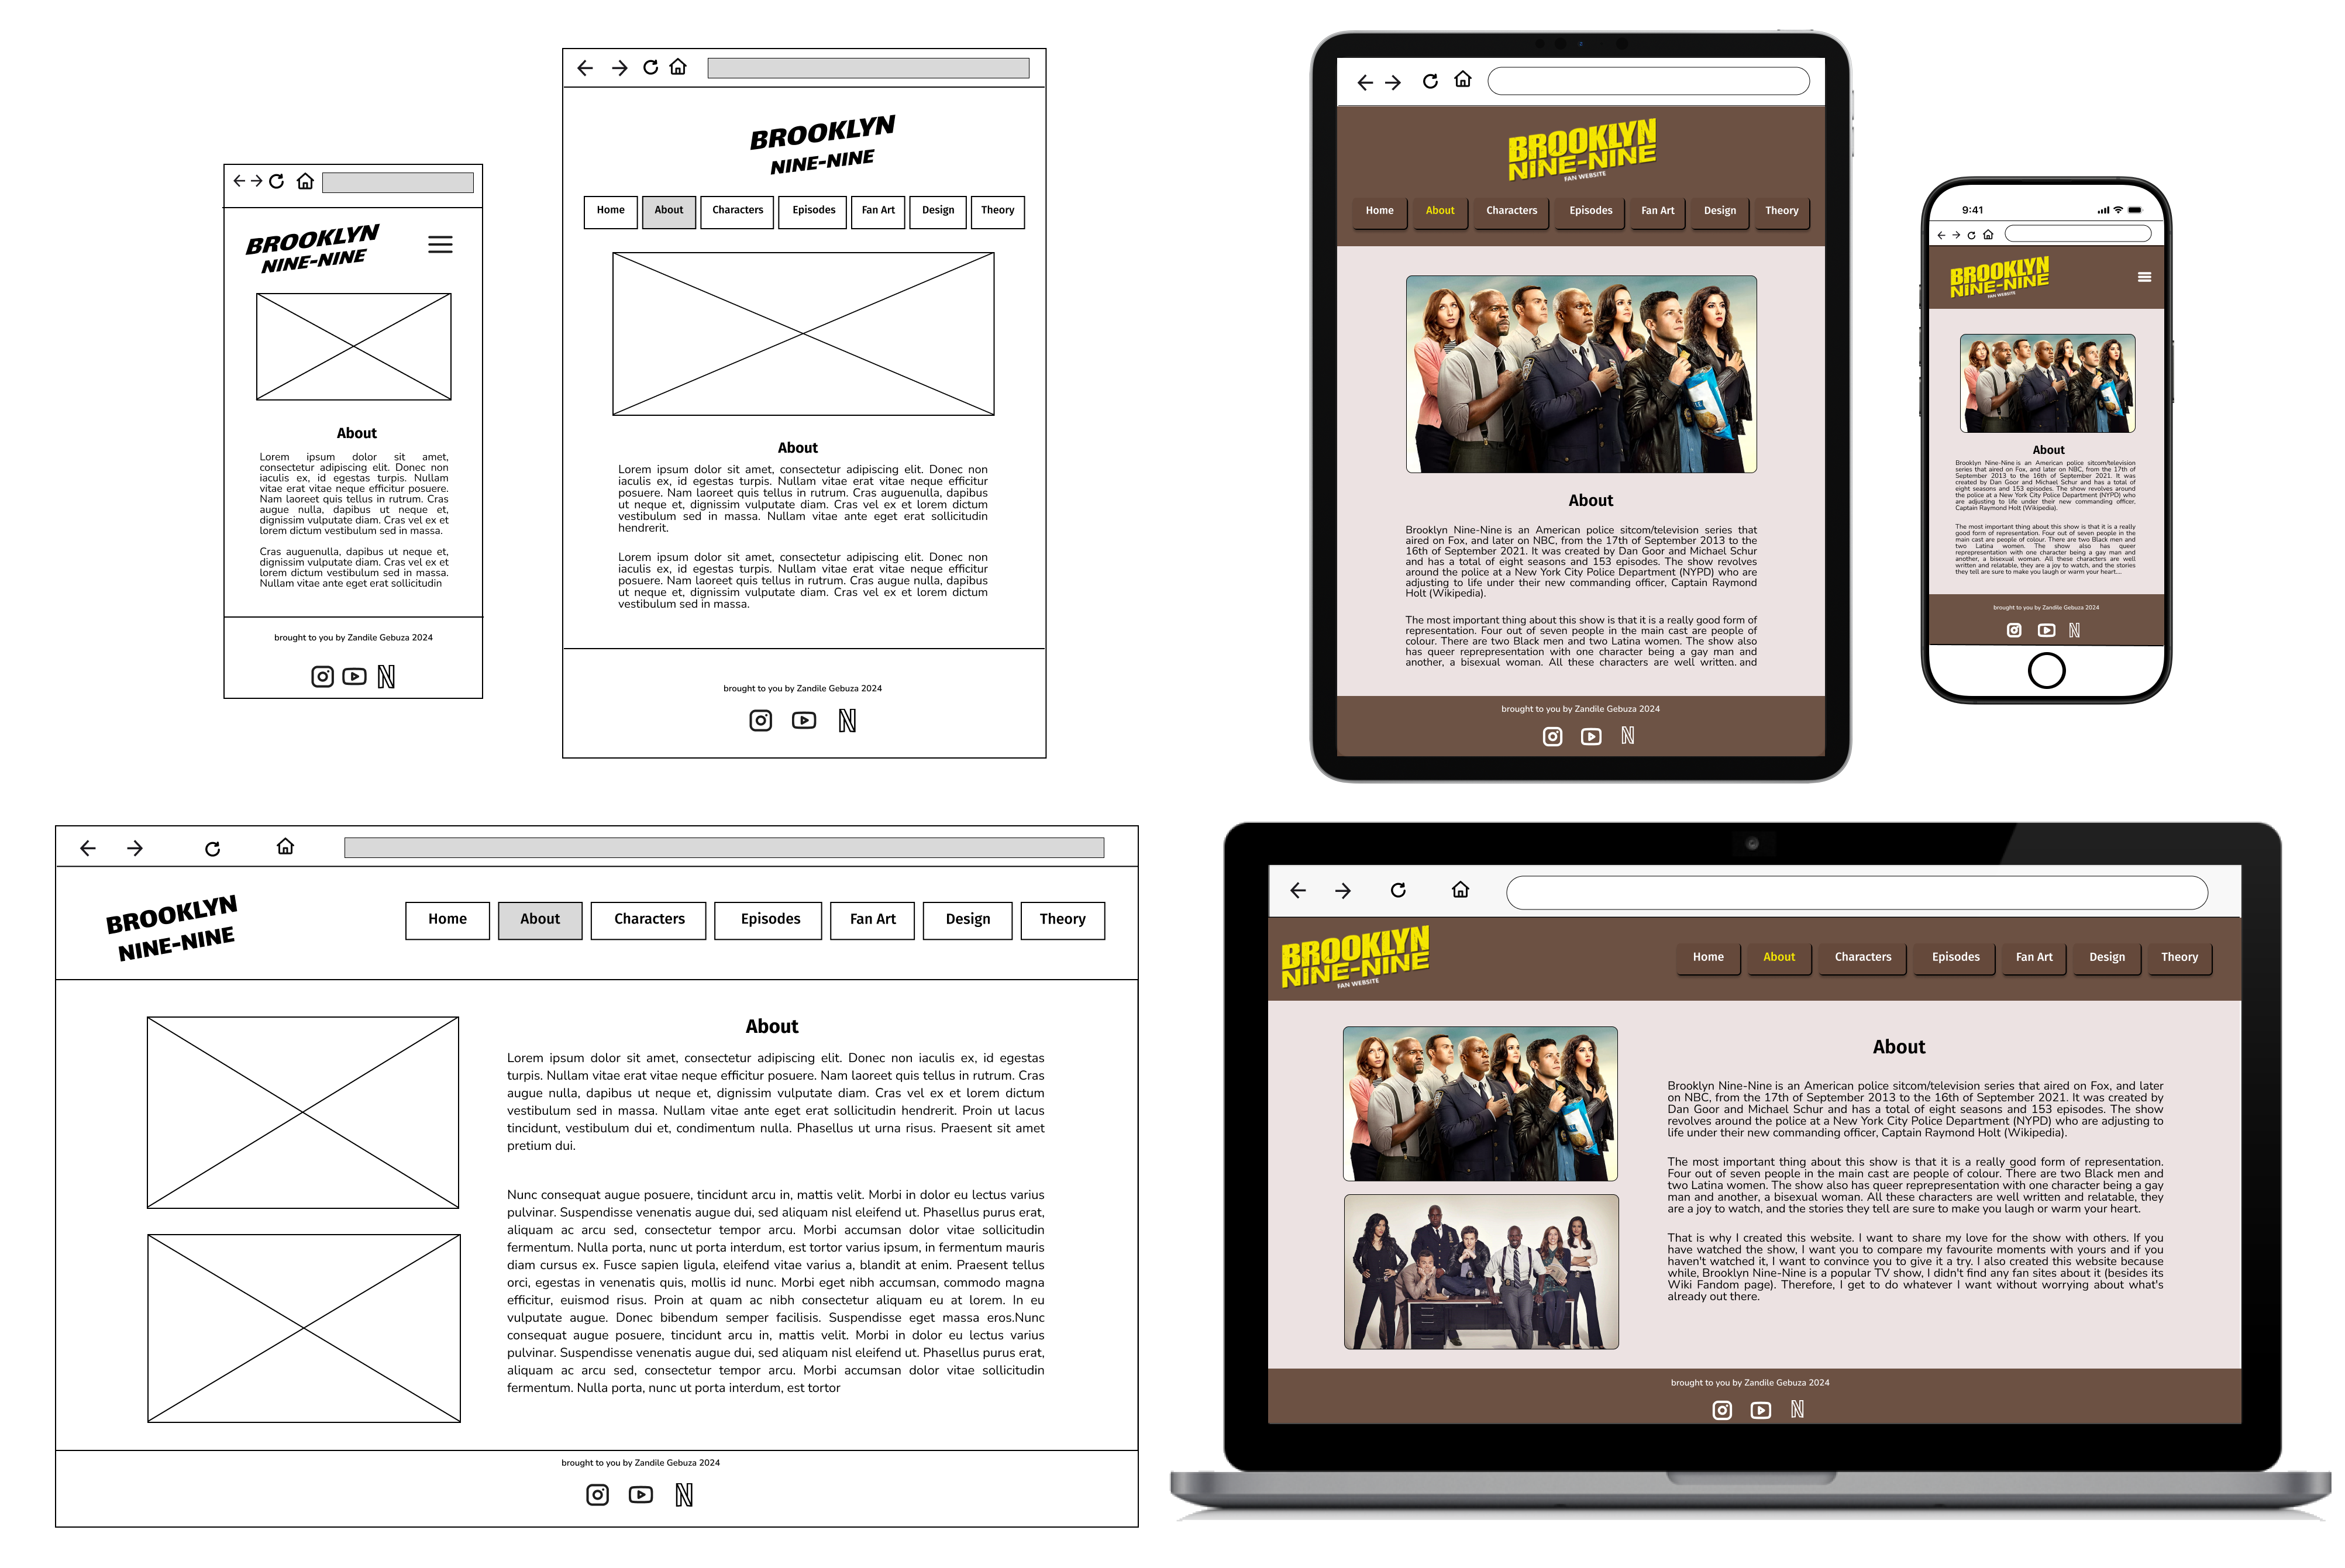 BROOKLYN
NINE-NINE
About
Lorem ipsum dolor sit amet,
consectetur adipiscing elit. Donec non
iaculis ex, id egestas turpis. Nullam
vitae erat vitae neque efficitur posuere.
Nam laoreet quis tellus in rutrum. Cras
augue nulla, dapibus ut neque et,
dignissim vulputate diam. Cras vel ex et
lorem dictum vestibulum sed in massa.
Cras auguenulla, dapibus ut neque et,
dignissim vulputate diam. Cras vel ex et
lorem dictum vestibulum sed in massa.
Nullam vitae ante eget erat sollicitudin
brought to you by Zandile Gebuza 2024
N
BROOKLYN
NINE-NINE
Home About Characters Episodes Fan Art Design Theory
About
Lorem ipsum dolor sit amet, consectetur adipiscing elit. Donec non
iaculis ex, id egestas turpis. Nullam vitae erat vitae neque efficitur
posuere. Nam laoreet quis tellus in rutrum. Cras auguenulla, dapibus
ut neque et, dignissim vulputate diam. Cras vel ex et lorem dictum
vestibulum sed in massa. Nullam vitae ante eget erat sollicitudin
hendrerit.
Lorem ipsum dolor sit amet, consectetur adipiscing elit. Donec non
iaculis ex, id egestas turpis. Nullam vitae erat vitae neque efficitur
posuere. Nam laoreet quis tellus in rutrum. Cras augue nulla, dapibus
ut neque et, dignissim vulputate diam. Cras vel ex et lorem dictum
vestibulum sed in massa.
brought to you by Zandile Gebuza 2024
N
BROOKLYN
NINE-NINE
FAN WEBSITE
Home About Characters Episodes Fan Art Design Theory
About
Brooklyn Nine-Nine is an American police sitcom/television series that
aired on Fox, and later on NBC, from the 17th of September 2013 to the
16th of September 2021. It was created by Dan Goor and Michael Schur
and has a total of eight seasons and 153 episodes. The show revolves
around the police at a New York City Police Department (NYPD) who are
adjusting to life under their new commanding officer, Captain Raymond
Holt (Wikipedia).
The most important thing about this show is that it is a really good form of
representation. Four out of seven people in the main cast are people of
colour. There are two Black men and two Latina women. The show also
has queer reprepresentation with one character being a gay man and
another, a bisexual woman. All these characters are well written, and
brought to you by Zandile Gebuza 2024
N
9:41
BROOKLYN
NINE-NINE
FAN WEBSITE
About
Brooklyn Nine-Nine is an American police sitcom/television
series that aired on Fox, and later on NBC, from the 17th of
September 2013 to the 16th of September 2021. It was
created by Dan Goor and Michael Schur and has a total of
eight seasons and 153 episodes. The show revolves around
the police at a New York City Police Department (NYPD) who
are adjusting to life under their new commanding officer,
Captain Raymond Holt (Wikipedia).
The most important thing about this show is that it is a really
good form of representation. Four out of seven people in the
main cast are people of colour. There are two Black men and
two Latina women. The show also has queer
reprepresentation with one character being a gay man and
another, a bisexual woman. All these characters are well
written and relatable, they are a joy to watch, and the stories
they tell are sure to make you laugh or warm your heart....
brought to you by Zandile Gebuza 2024
N
BROOKLYN
NINE-NINE
Home About Characters Episodes Fan Art Design Theory
About
Lorem ipsum dolor sit amet, consectetur adipiscing elit. Donec non iaculis ex, id egestas
turpis. Nullam vitae erat vitae neque efficitur posuere. Nam laoreet quis tellus in rutrum. Cras
augue nulla, dapibus ut neque et, dignissim vulputate diam. Cras vel ex et lorem dictum
vestibulum sed in massa. Nullam vitae ante eget erat sollicitudin hendrerit. Proin ut lacus
tincidunt, vestibulum dui et, condimentum nulla. Phasellus ut urna risus. Praesent sit amet
pretium dui.
Nunc consequat augue posuere, tincidunt arcu in, mattis velit. Morbi in dolor eu lectus varius
pulvinar. Suspendisse venenatis augue dui, sed aliquam nisl eleifend ut. Phasellus purus erat,
aliquam ac arcu sed, consectetur tempor arcu. Morbi accumsan dolor vitae sollicitudin
fermentum. Nulla porta, nunc ut porta interdum, est tortor varius ipsum, in fermentum mauris
diam cursus ex. Fusce sapien ligula, eleifend vitae varius a, blandit at enim. Praesent tellus
orci, egestas in venenatis quis, mollis id nunc. Morbi eget nibh accumsan, commodo magna
efficitur, euismod risus. Proin at quam ac nibh consectetur aliquam eu at lorem. In eu
vulputate augue. Donec bibendum semper facilisis. Suspendisse eget massa eros.Nunc
consequat augue posuere, tincidunt arcu in, mattis velit. Morbi in dolor eu lectus varius
pulvinar. Suspendisse venenatis augue dui, sed aliquam nisl eleifend ut. Phasellus purus erat,
aliquam ac arcu sed, consectetur tempor arcu. Morbi accumsan dolor vitae sollicitudin
fermentum. Nulla porta, nunc ut porta interdum, est tortor
brought to you by Zandile Gebuza 2024
N
BROOKLYN
NINE-NINE
FAN WEBSITE
Home About Characters Episodes Fan Art Design Theory
About
Brooklyn Nine-Nine is an American police sitcom/television series that aired on Fox, and later
on NBC, from the 17th of September 2013 to the 16th of September 2021. It was created by
Dan Goor and Michael Schur and has a total of eight seasons and 153 episodes. The show
revolves around the police at a New York City Police Department (NYPD) who are adjusting to
life under their new commanding officer, Captain Raymond Holt (Wikipedia).
The most important thing about this show is that it is a really good form of representation.
Four out of seven people in the main cast are people of colour. There are two Black men and
two Latina women. The show also has queer reprepresentation with one character being a gay
man and another, a bisexual woman. All these characters are well written and relatable, they
are a joy to watch, and the stories they tell are sure to make you laugh or warm your heart.
That is why I created this website. I want to share my love for the show with others. If you
have watched the show, I want you to compare my favourite moments with yours and if you
haven't watched it, I want to convince you to give it a try. I also created this website because
while, Brooklyn Nine-Nine is a popular TV show, I didn't find any fan sites about it (besides its
Wiki Fandom page). Therefore, I get to do whatever I want without worrying about what's
already out there.
brought to you by Zandile Gebuza 2024
N